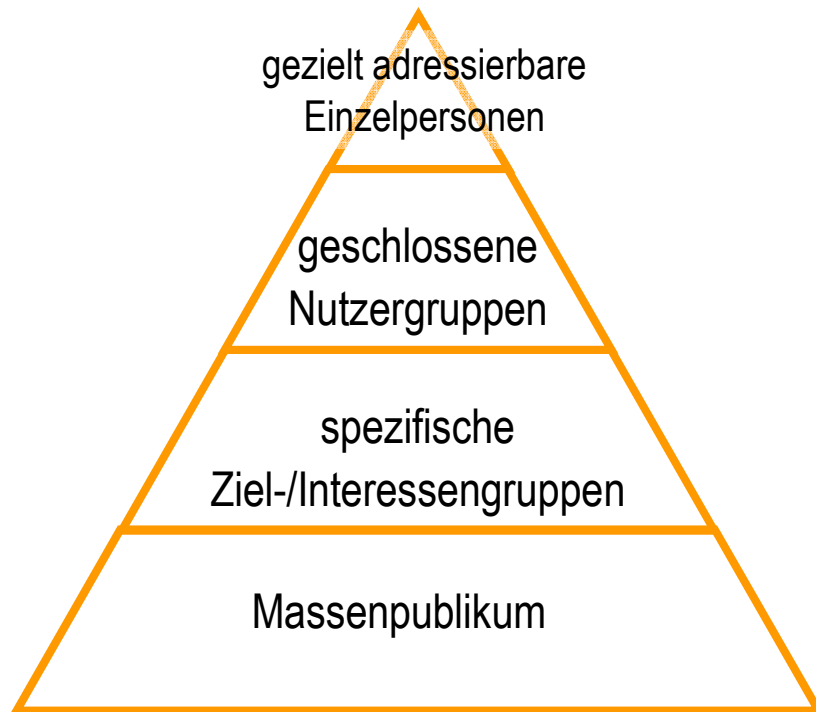 gezielt adressierbare
Einzelpersonen
geschlossene
Nutzergruppen
spezifische
Ziel-/Interessengruppen
Massenpublikum